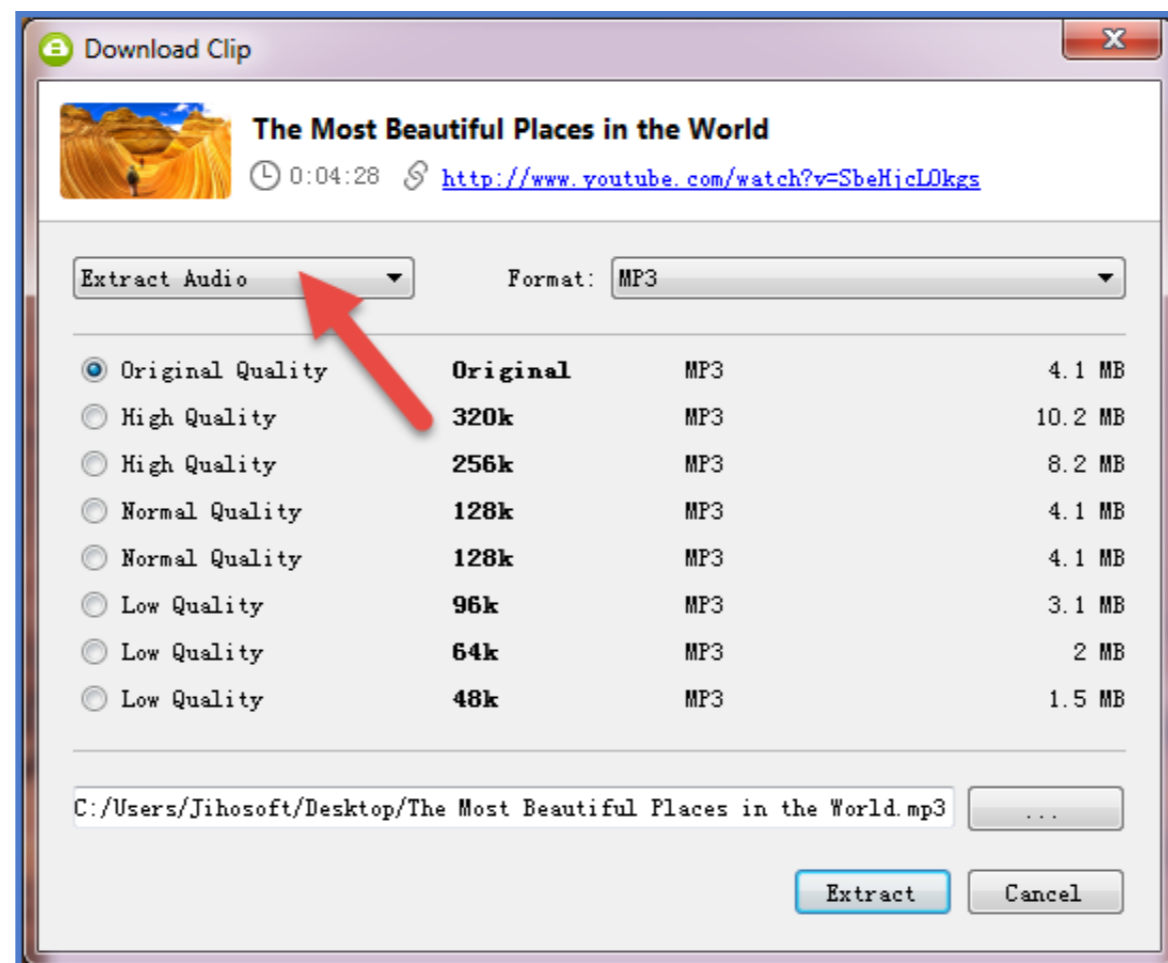 Download Clip
The Most Beautiful Places in the World
0:04:28 http://www.youtube.com/watch?v=SbeHjcLOkgs
Extract Audio Format: MP3
Original Quality Original MP3 4.1 MB
High Quality 320k MP3 10.2 MB
High Quality 256k MP3 8.2 MB
Normal Quality 128k MP3 4.1 MB
Normal Quality 128k MP3 4.1 MB
Low Quality 96k MP3 3.1 MB
Low Quality 64k MP3 2 MB
Low Quality 48k MP3 1.5 MB
C:/Users/Jihosoft/Desktop/The Most Beautiful Places in the World.mp3 ...
Extract Cancel